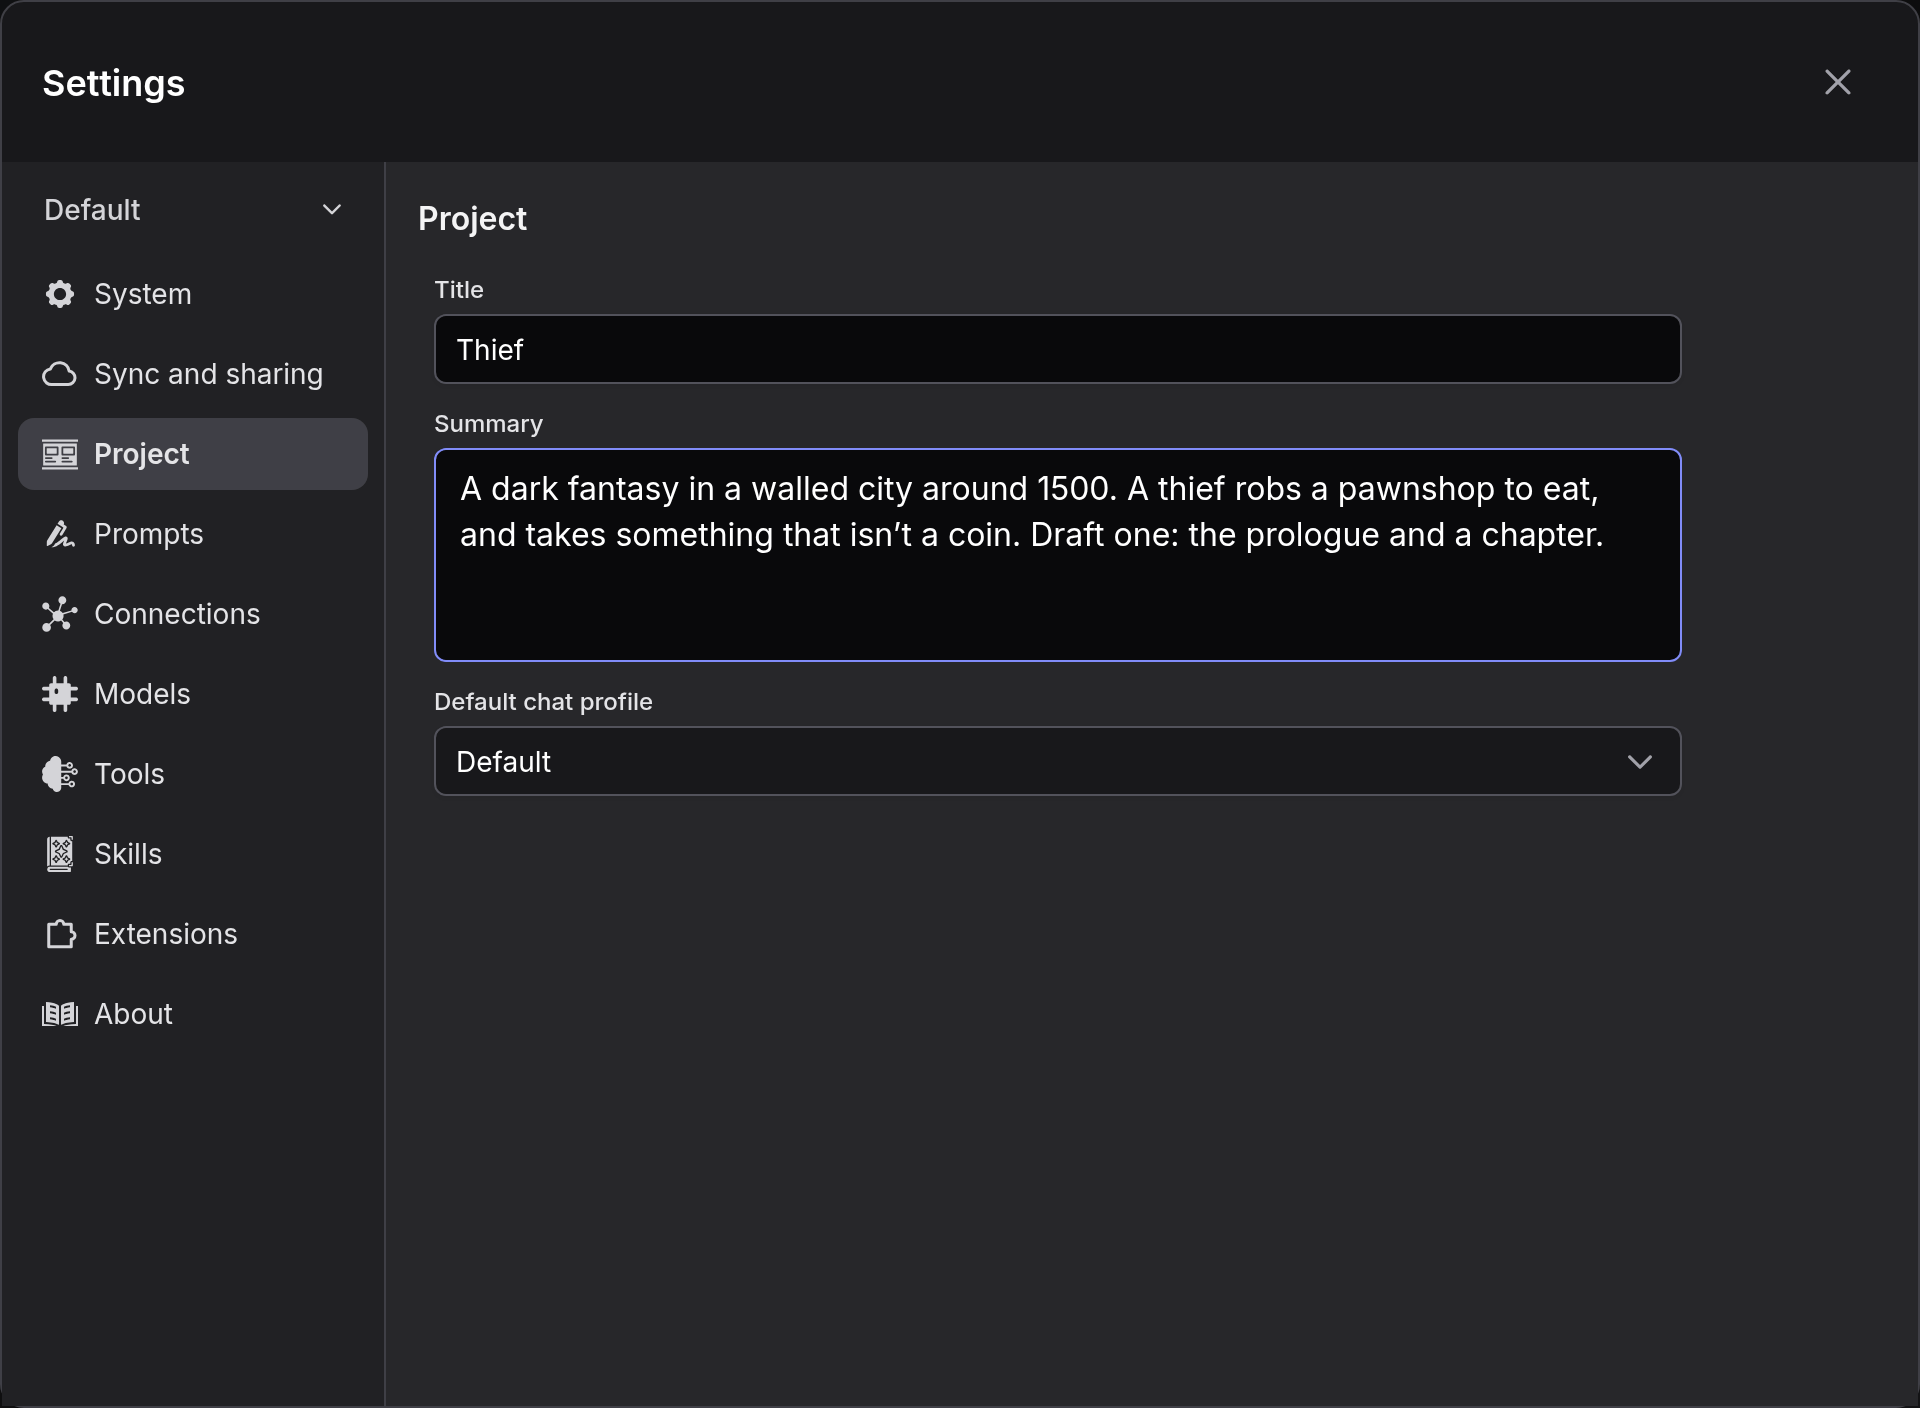 Settings
Default
System
Sync and sharing
Project
Prompts
Connections
Models
Tools
Skills
Extensions
About
Project
Title
Thief
Summary
A dark fantasy in a walled city around 1500. A thief robs a pawnshop to eat,
and takes something that isn’t a coin. Draft one: the prologue and a chapter.
Default chat profile
Default